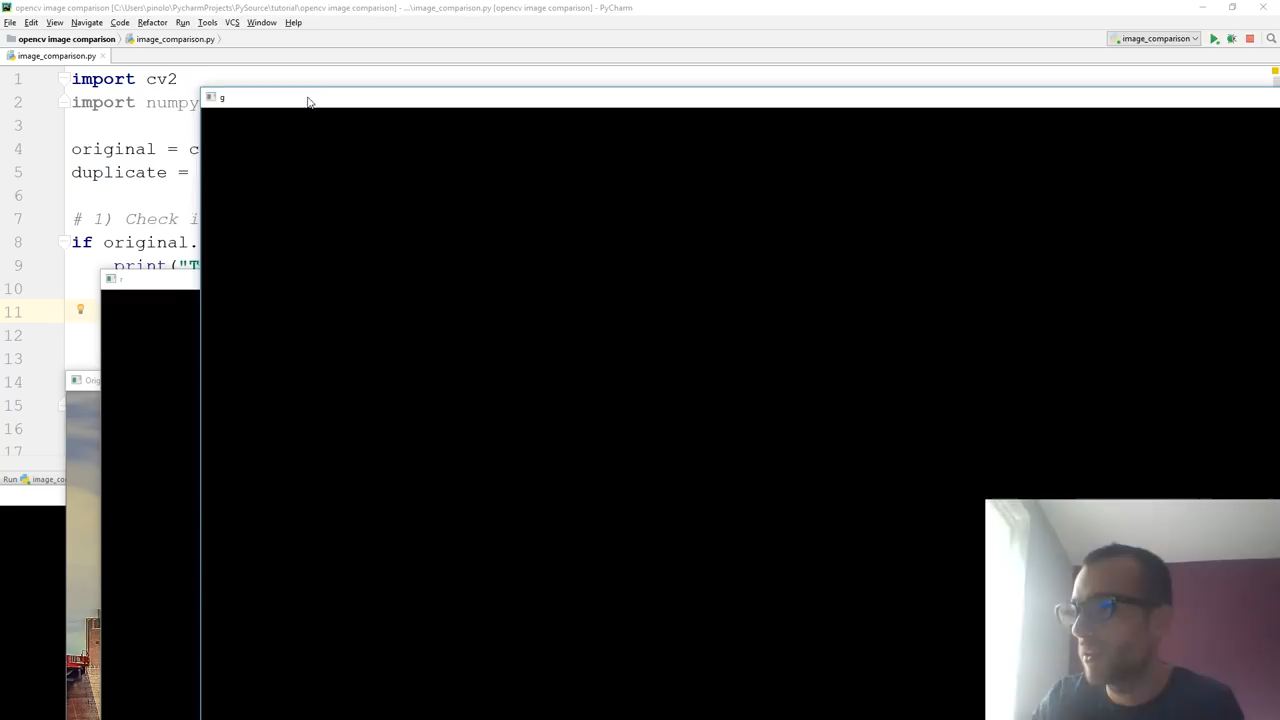 opencv image comparison [C:\Users\pinolo\PycharmProjects\PySource\tutorial\opencv image comparison] - ...\image_comparison.py [opencv image comparison] - PyCharm
File Edit View Navigate Code Refactor Run Tools VCS Window Help
opencv image comparison image_comparison.py image_comparison
image_comparison.py
1 import cv2
g
2 import numpy
3
4 original = c
5 duplicate =
6
7 # 1) Check i
8 if original.
9 print("T
r
10
11
12
13
14
Orig
15
16
17
Run image_co